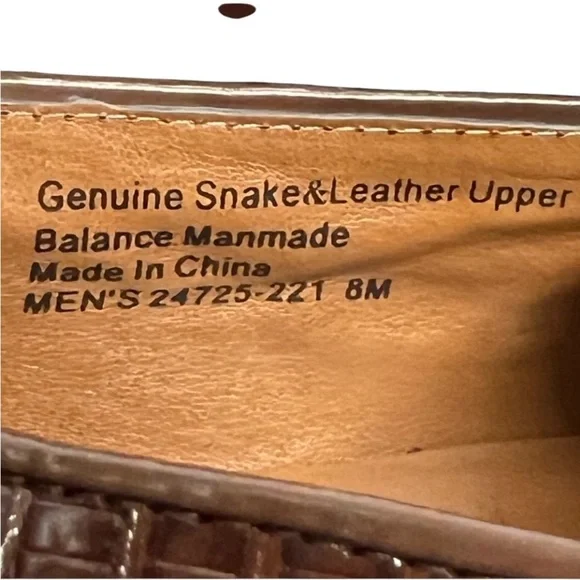 Genuine Snake&Leather Upper
Balance Manmade
Made In China
MEN'S 24725-221 8M